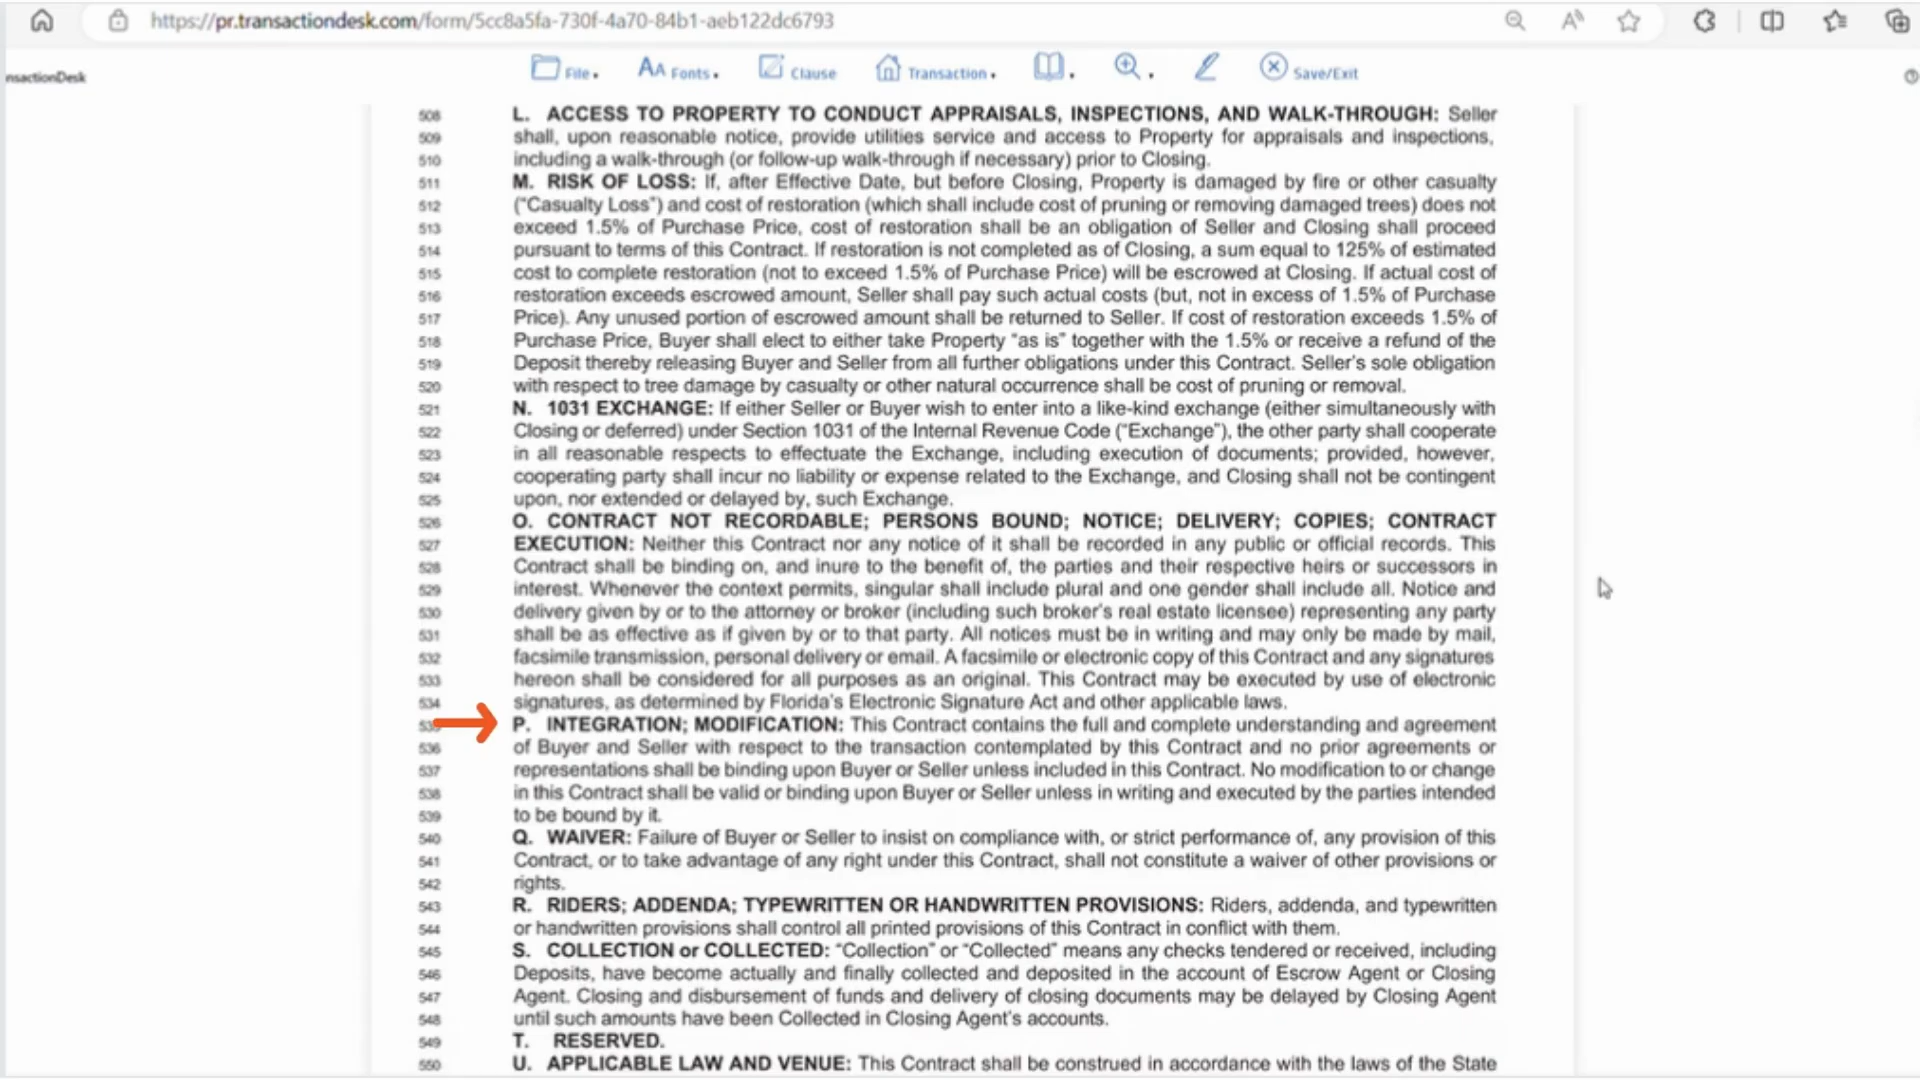 https://pr.transactiondesk.com/form/5cc8a5fa-730f-4a70-84b1-aeb122dc6793
nsactionDesk
File
Fonts
Clause
Transaction
Save/Exit
508 L. ACCESS TO PROPERTY TO CONDUCT APPRAISALS, INSPECTIONS, AND WALK-THROUGH: Seller
509 shall, upon reasonable notice, provide utilities service and access to Property for appraisals and inspections,
510 including a walk-through (or follow-up walk-through if necessary) prior to Closing.
511 M. RISK OF LOSS: If, after Effective Date, but before Closing, Property is damaged by fire or other casualty
512 (“Casualty Loss”) and cost of restoration (which shall include cost of pruning or removing damaged trees) does not
513 exceed 1.5% of Purchase Price, cost of restoration shall be an obligation of Seller and Closing shall proceed
514 pursuant to terms of this Contract. If restoration is not completed as of Closing, a sum equal to 125% of estimated
515 cost to complete restoration (not to exceed 1.5% of Purchase Price) will be escrowed at Closing. If actual cost of
516 restoration exceeds escrowed amount, Seller shall pay such actual costs (but, not in excess of 1.5% of Purchase
517 Price). Any unused portion of escrowed amount shall be returned to Seller. If cost of restoration exceeds 1.5% of
518 Purchase Price, Buyer shall elect to either take Property “as is” together with the 1.5% or receive a refund of the
519 Deposit thereby releasing Buyer and Seller from all further obligations under this Contract. Seller’s sole obligation
520 with respect to tree damage by casualty or other natural occurrence shall be cost of pruning or removal.
521 N. 1031 EXCHANGE: If either Seller or Buyer wish to enter into a like-kind exchange (either simultaneously with
522 Closing or deferred) under Section 1031 of the Internal Revenue Code (“Exchange”), the other party shall cooperate
523 in all reasonable respects to effectuate the Exchange, including execution of documents; provided, however,
524 cooperating party shall incur no liability or expense related to the Exchange, and Closing shall not be contingent
525 upon, nor extended or delayed by, such Exchange.
526 O. CONTRACT NOT RECORDABLE; PERSONS BOUND; NOTICE; DELIVERY; COPIES; CONTRACT
527 EXECUTION: Neither this Contract nor any notice of it shall be recorded in any public or official records. This
528 Contract shall be binding on, and inure to the benefit of, the parties and their respective heirs or successors in
529 interest. Whenever the context permits, singular shall include plural and one gender shall include all. Notice and
530 delivery given by or to the attorney or broker (including such broker’s real estate licensee) representing any party
531 shall be as effective as if given by or to that party. All notices must be in writing and may only be made by mail,
532 facsimile transmission, personal delivery or email. A facsimile or electronic copy of this Contract and any signatures
533 hereon shall be considered for all purposes as an original. This Contract may be executed by use of electronic
534 signatures, as determined by Florida’s Electronic Signature Act and other applicable laws.
P. INTEGRATION; MODIFICATION: This Contract contains the full and complete understanding and agreement
536 of Buyer and Seller with respect to the transaction contemplated by this Contract and no prior agreements or
537 representations shall be binding upon Buyer or Seller unless included in this Contract. No modification to or change
538 in this Contract shall be valid or binding upon Buyer or Seller unless in writing and executed by the parties intended
539 to be bound by it.
540 Q. WAIVER: Failure of Buyer or Seller to insist on compliance with, or strict performance of, any provision of this
541 Contract, or to take advantage of any right under this Contract, shall not constitute a waiver of other provisions or
542 rights.
543 R. RIDERS; ADDENDA; TYPEWRITTEN OR HANDWRITTEN PROVISIONS: Riders, addenda, and typewritten
544 or handwritten provisions shall control all printed provisions of this Contract in conflict with them.
545 S. COLLECTION or COLLECTED: “Collection” or “Collected” means any checks tendered or received, including
546 Deposits, have become actually and finally collected and deposited in the account of Escrow Agent or Closing
547 Agent. Closing and disbursement of funds and delivery of closing documents may be delayed by Closing Agent
548 until such amounts have been Collected in Closing Agent’s accounts.
549 T. RESERVED.
550 U. APPLICABLE LAW AND VENUE: This Contract shall be construed in accordance with the laws of the State